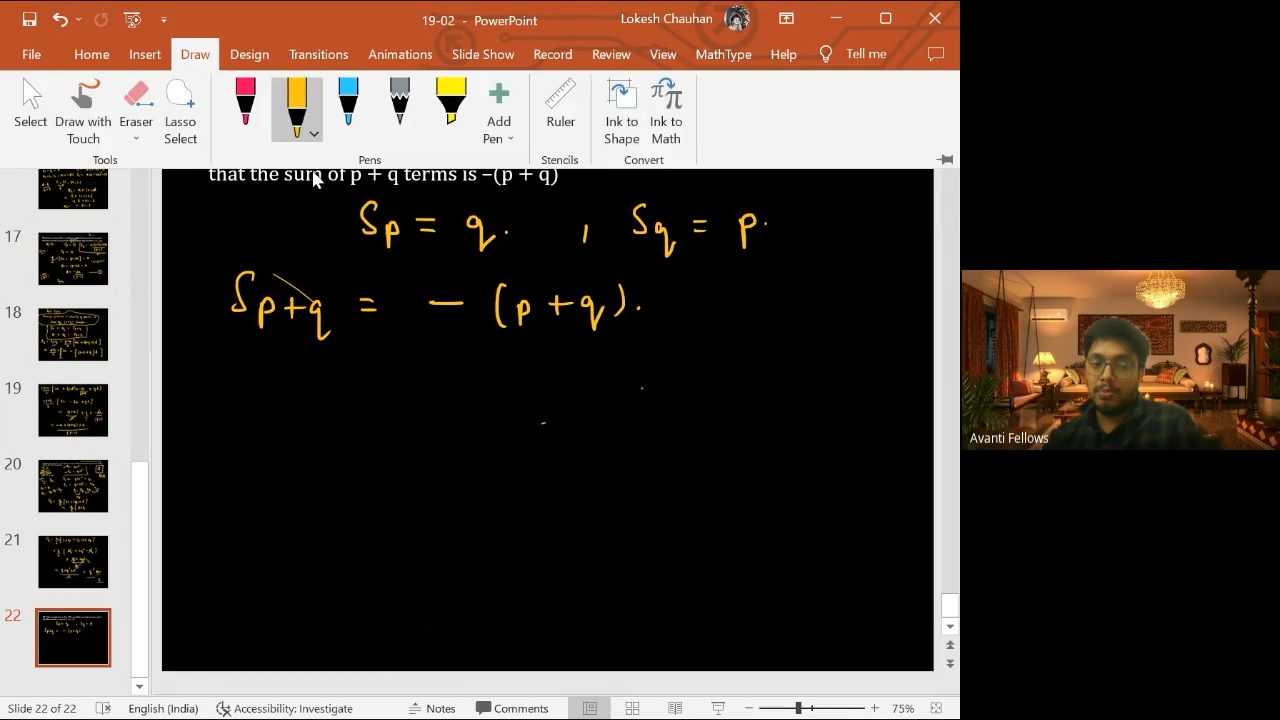 19-02 - PowerPoint
Lokesh Chauhan
File Home Insert Draw Design Transitions Animations Slide Show Record Review View MathType Help Tell me
Select
Draw with Touch
Eraser
Lasso Select
Add Pen
Ruler
Ink to Shape
Ink to Math
Tools
Pens
Stencils
Convert
that the sum of p + q terms is –(p + q)
Sp = q. , Sq = p.
Sp+q = - (p + q).
17
18
19
20
21
22
Avanti Fellows
Slide 22 of 22 English (India) Accessibility: Investigate Notes Comments 75%